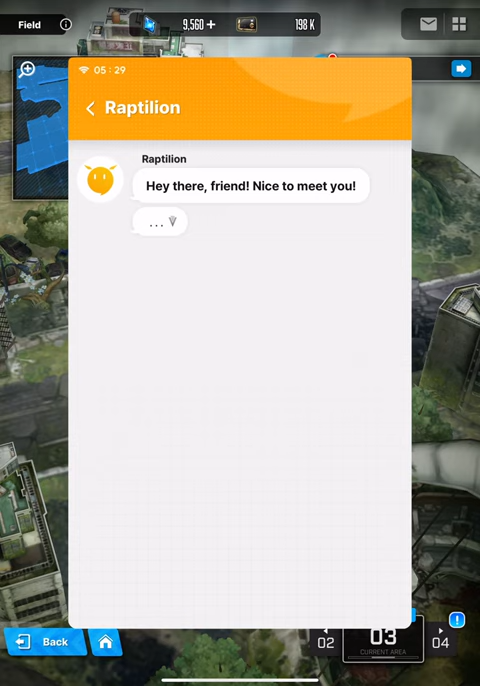 Field
9,560 +
198 K
05 : 29
Raptilion
Raptilion
Hey there, friend! Nice to meet you!
...
Back
02
03
CURRENT AREA
04